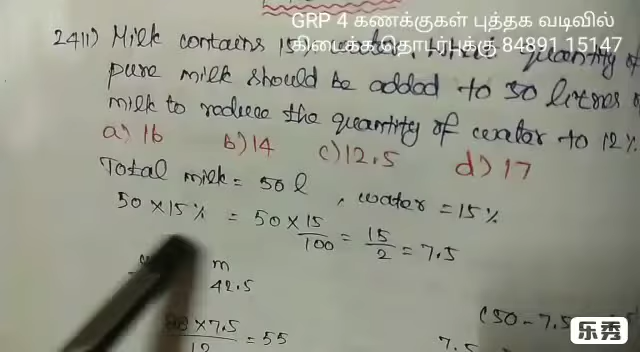 GRP 4 கணக்குகள் புத்தக வடிவில்
கிடைக்க தொடர்புக்கு 84891 15147
241) Milk contains 15% water. What quantity of
pure milk should be added to 50 litres
milk to reduce the quantity of water to 12%
a) 16 b) 14 c) 12.5 d) 17
Total milk = 50 l , water = 15%
50 × 15% = 50 × 15/100 = 15/2 = 7.5
m
42.5
(50 - 7.5
× 7.5/12 = 55
7.5
乐秀